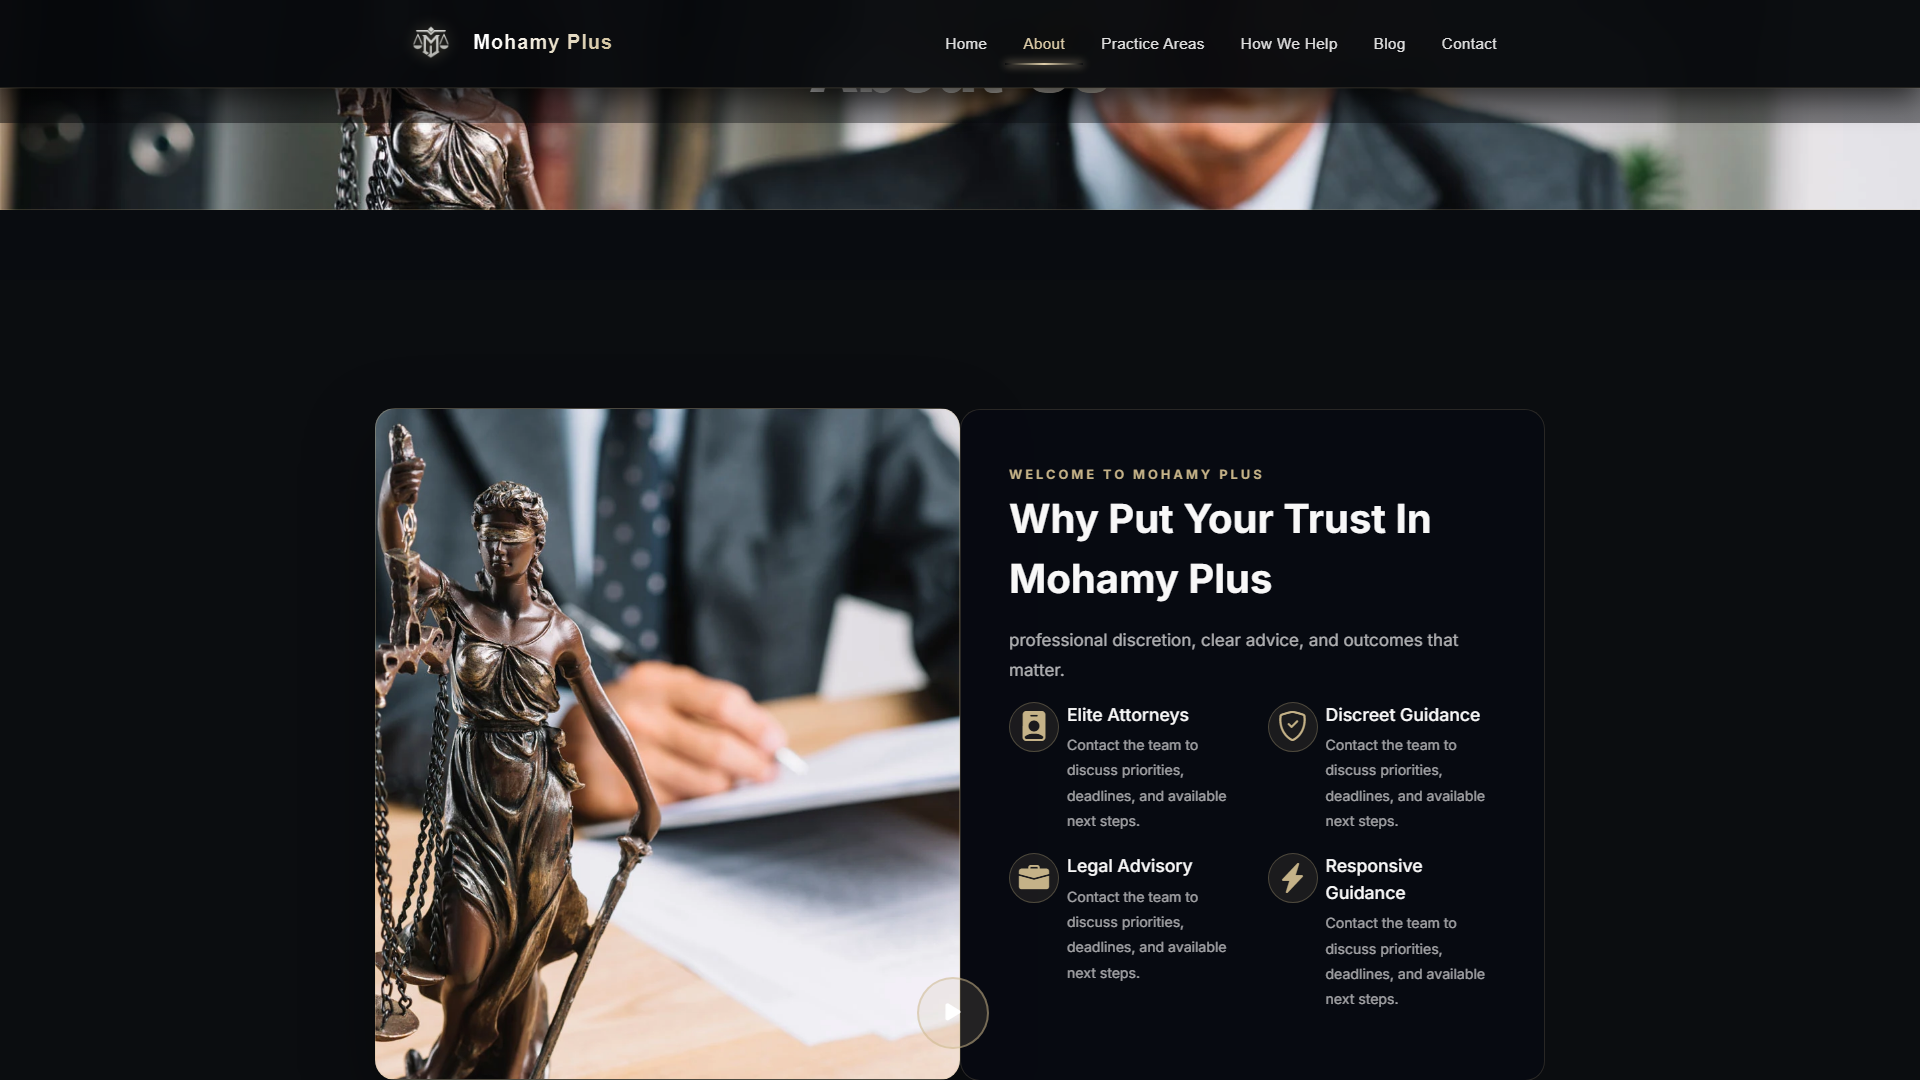 Mohamy Plus
Home
About
Practice Areas
How We Help
Blog
Contact
WELCOME TO MOHAMY PLUS
Why Put Your Trust In
Mohamy Plus
professional discretion, clear advice, and outcomes that
matter.
Elite Attorneys
Contact the team to
discuss priorities,
deadlines, and available
next steps.
Discreet Guidance
Contact the team to
discuss priorities,
deadlines, and available
next steps.
Legal Advisory
Contact the team to
discuss priorities,
deadlines, and available
next steps.
Responsive
Guidance
Contact the team to
discuss priorities,
deadlines, and available
next steps.